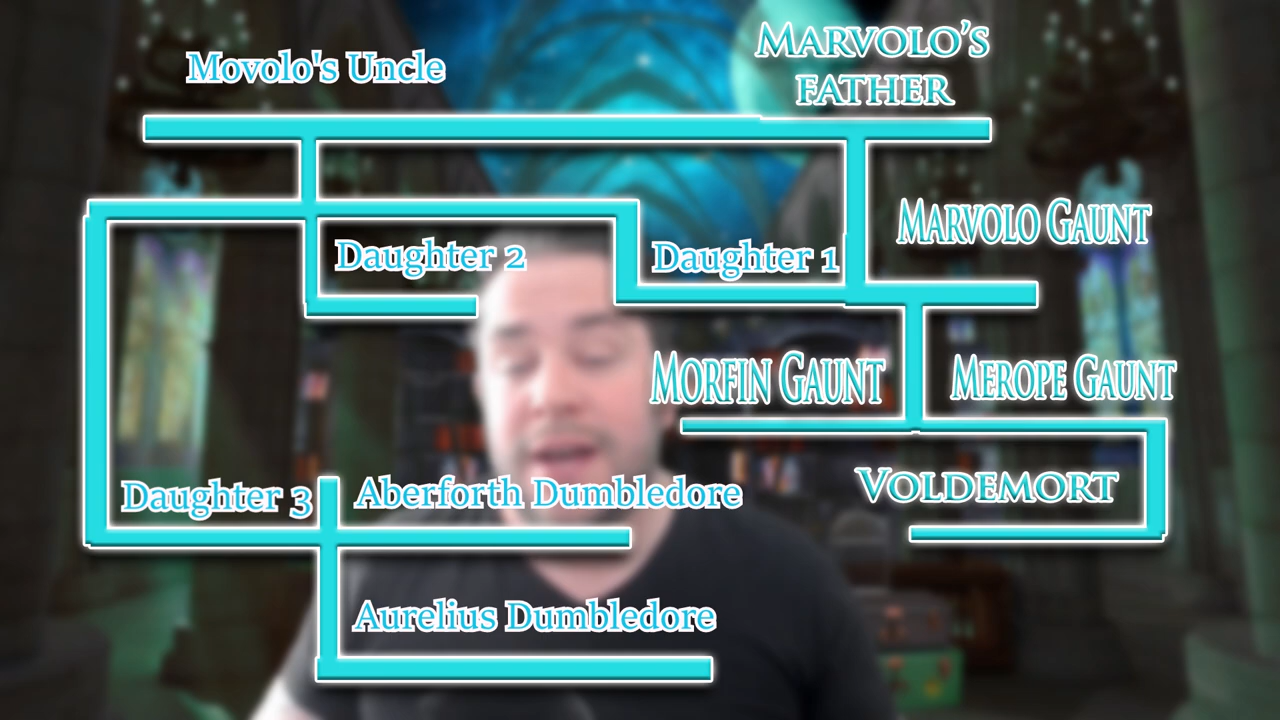 Movolo's Uncle
MARVOLO'S
FATHER
MARVOLO GAUNT
Daughter 2
Daughter 1
MORFIN GAUNT
MEROPE GAUNT
Daughter 3
Aberforth Dumbledore
VOLDEMORT
Aurelius Dumbledore